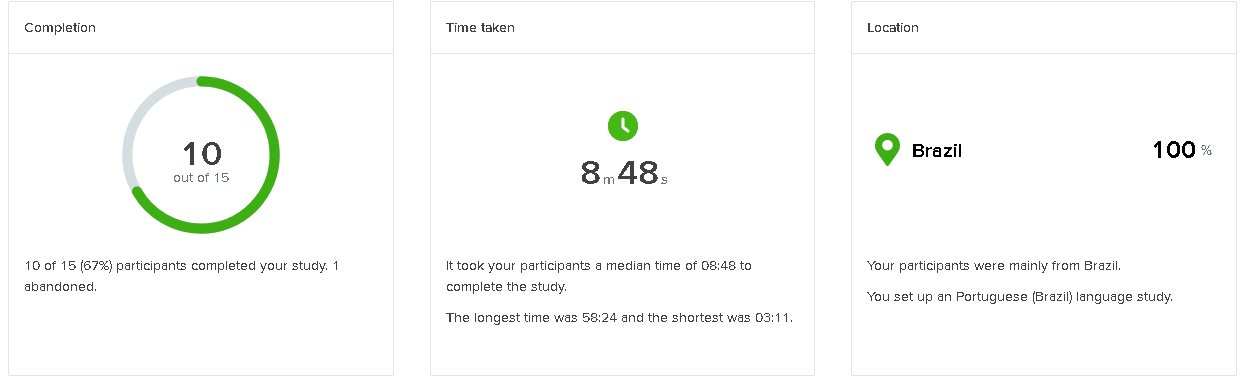 Completion
10
out of 15
10 of 15 (67%) participants completed your study. 1
abandoned.
Time taken
8m48s
It took your participants a median time of 08:48 to
complete the study.
The longest time was 58:24 and the shortest was 03:11.
Location
Brazil 100 %
Your participants were mainly from Brazil.
You set up an Portuguese (Brazil) language study.